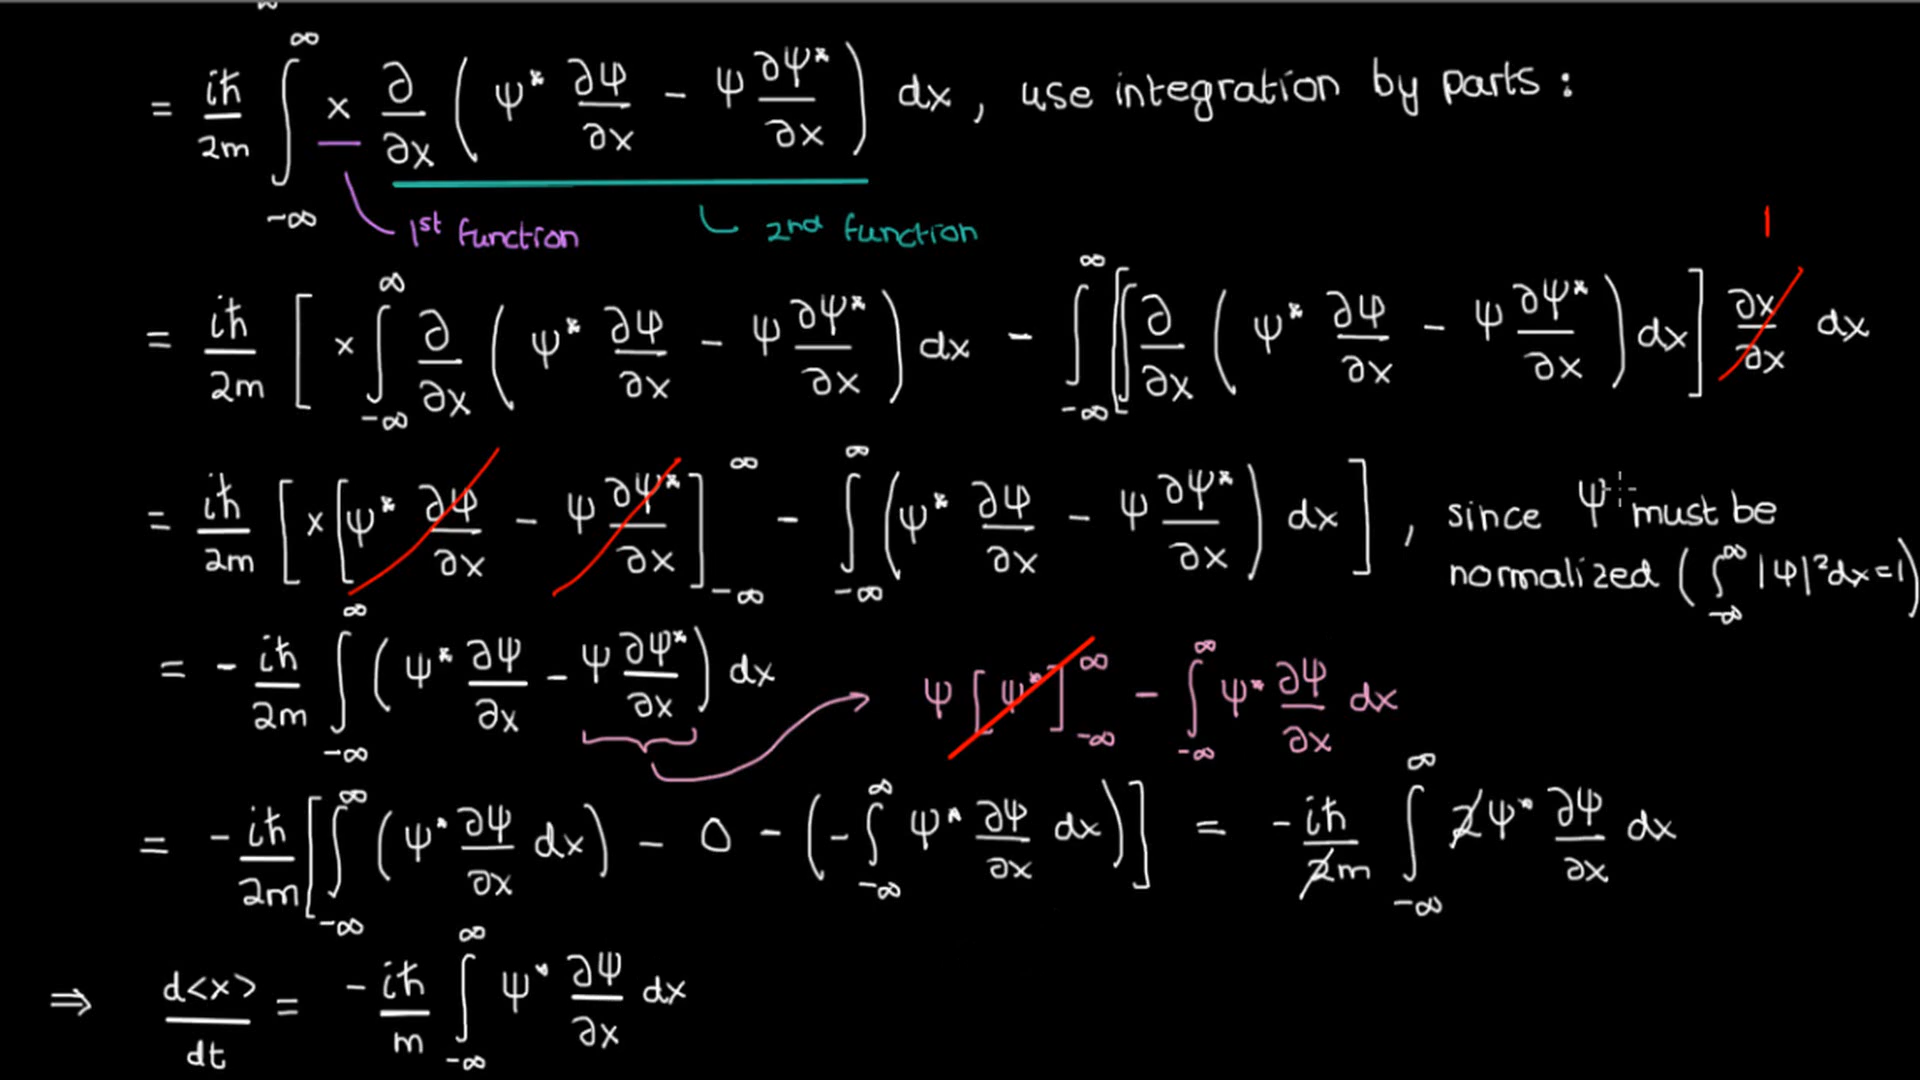 = iħ/2m ∫_{-∞}^{∞} x ∂/∂x ( ψ* ∂ψ/∂x - ψ ∂ψ*/∂x ) dx , use integration by parts :
1st function 2nd function
1
= iħ/2m [ x ∫_{-∞}^{∞} ∂/∂x ( ψ* ∂ψ/∂x - ψ ∂ψ*/∂x ) dx - ∫_{-∞}^{∞} [ ∫ ∂/∂x ( ψ* ∂ψ/∂x - ψ ∂ψ*/∂x ) dx ] ∂x/∂x dx
= iħ/2m [ x [ ψ* ∂ψ/∂x - ψ ∂ψ*/∂x ]_{-∞}^{∞} - ∫_{-∞}^{∞} ( ψ* ∂ψ/∂x - ψ ∂ψ*/∂x ) dx ] , since ψ must be
normalized ( ∫_{-∞}^{∞} |ψ|² dx = 1 )
= - iħ/2m ∫_{-∞}^{∞} ( ψ* ∂ψ/∂x - ψ ∂ψ*/∂x ) dx
ψ [ ψ* ]_{-∞}^{∞} - ∫_{-∞}^{∞} ψ* ∂ψ/∂x dx
= - iħ/2m [ ∫_{-∞}^{∞} ( ψ* ∂ψ/∂x dx ) - 0 - ( - ∫_{-∞}^{∞} ψ* ∂ψ/∂x dx ) ] = - iħ/2m ∫_{-∞}^{∞} 2ψ* ∂ψ/∂x dx
⇒ d<x>/dt = - iħ/m ∫_{-∞}^{∞} ψ* ∂ψ/∂x dx